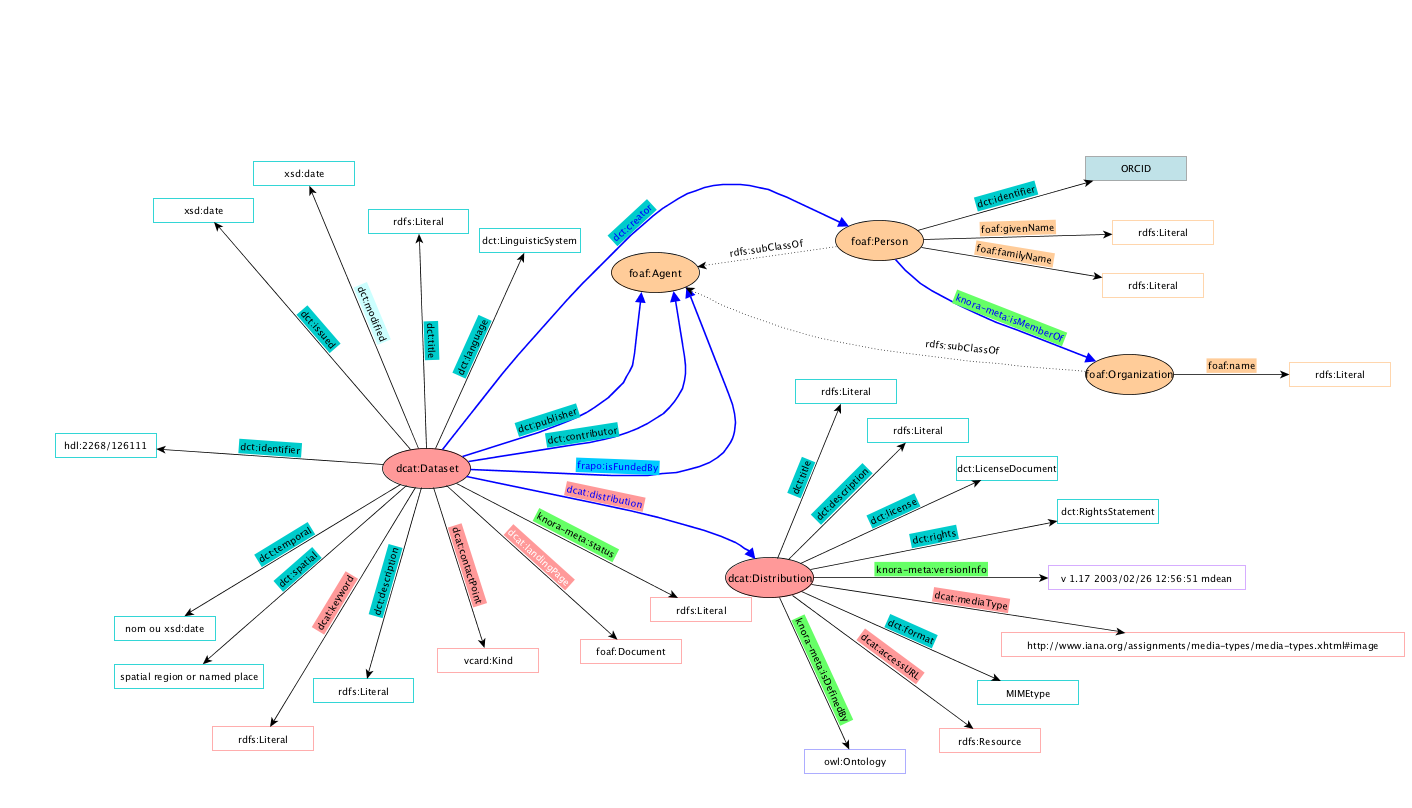 xsd:date
xsd:date
rdfs:Literal
dct:LinguisticSystem
dct:issued
dct:modified
dct:title
dct:language
dct:creator
foaf:Agent
rdfs:subClassOf
foaf:Person
dct:identifier
ORCID
foaf:givenName
rdfs:Literal
foaf:familyName
rdfs:Literal
knora-meta:isMemberOf
rdfs:subClassOf
foaf:Organization
foaf:name
rdfs:Literal
hdl:2268/126111
dct:identifier
dcat:Dataset
dct:publisher
dct:contributor
frapo:isFundedBy
dcat:distribution
dct:temporal
dct:spatial
dcat:keyword
dct:description
dcat:contactPoint
dcat:landingPage
knora-meta:status
nom ou xsd:date
spatial region or named place
rdfs:Literal
rdfs:Literal
vcard:Kind
foaf:Document
rdfs:Literal
rdfs:Literal
rdfs:Literal
dct:LicenseDocument
dct:RightsStatement
dct:title
dct:description
dct:license
dct:rights
dcat:Distribution
knora-meta:versionInfo
v 1.17 2003/02/26 12:56:51 mdean
dcat:mediaType
http://www.iana.org/assignments/media-types/media-types.xhtml#image
dct:format
MIMEtype
dcat:accessURL
rdfs:Resource
knora-meta:isDefinedBy
owl:Ontology